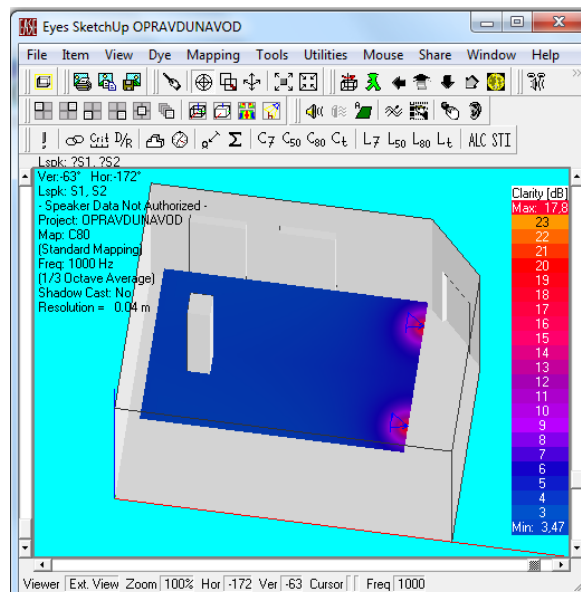 EASE
Eyes SketchUp OPRAVDUNAVOD
File Item View Dye Mapping Tools Utilities Mouse Share Window Help
! Crit D/R Σ C7 C50 C80 Ct L7 L50 L80 Lt ALC STI
Lspk: ?S1, ?S2
Ver:-63° Hor:-172°
Lspk: S1, S2
- Speaker Data Not Authorized -
Project: OPRAVDUNAVOD
Map: C80
(Standard Mapping)
Freq: 1000 Hz
(1/3 Octave Average)
Shadow Cast: No
Resolution = 0.04 m
Clarity [dB]
Max: 17,8
23
22
21
20
19
18
17
16
15
14
13
12
11
10
9
8
7
6
5
4
3
Min: 3,47
Viewer Ext. View Zoom 100% Hor -172 Ver -63 Cursor Freq 1000